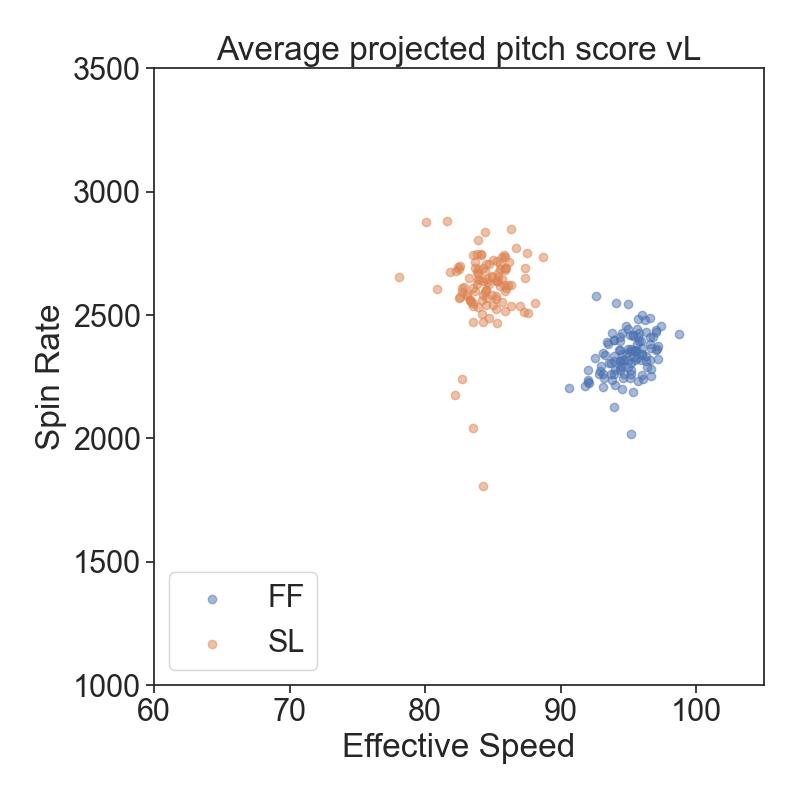 Average projected pitch score vL
3500
3000
2500
2000
1500
1000
Spin Rate
FF
SL
60 70 80 90 100
Effective Speed